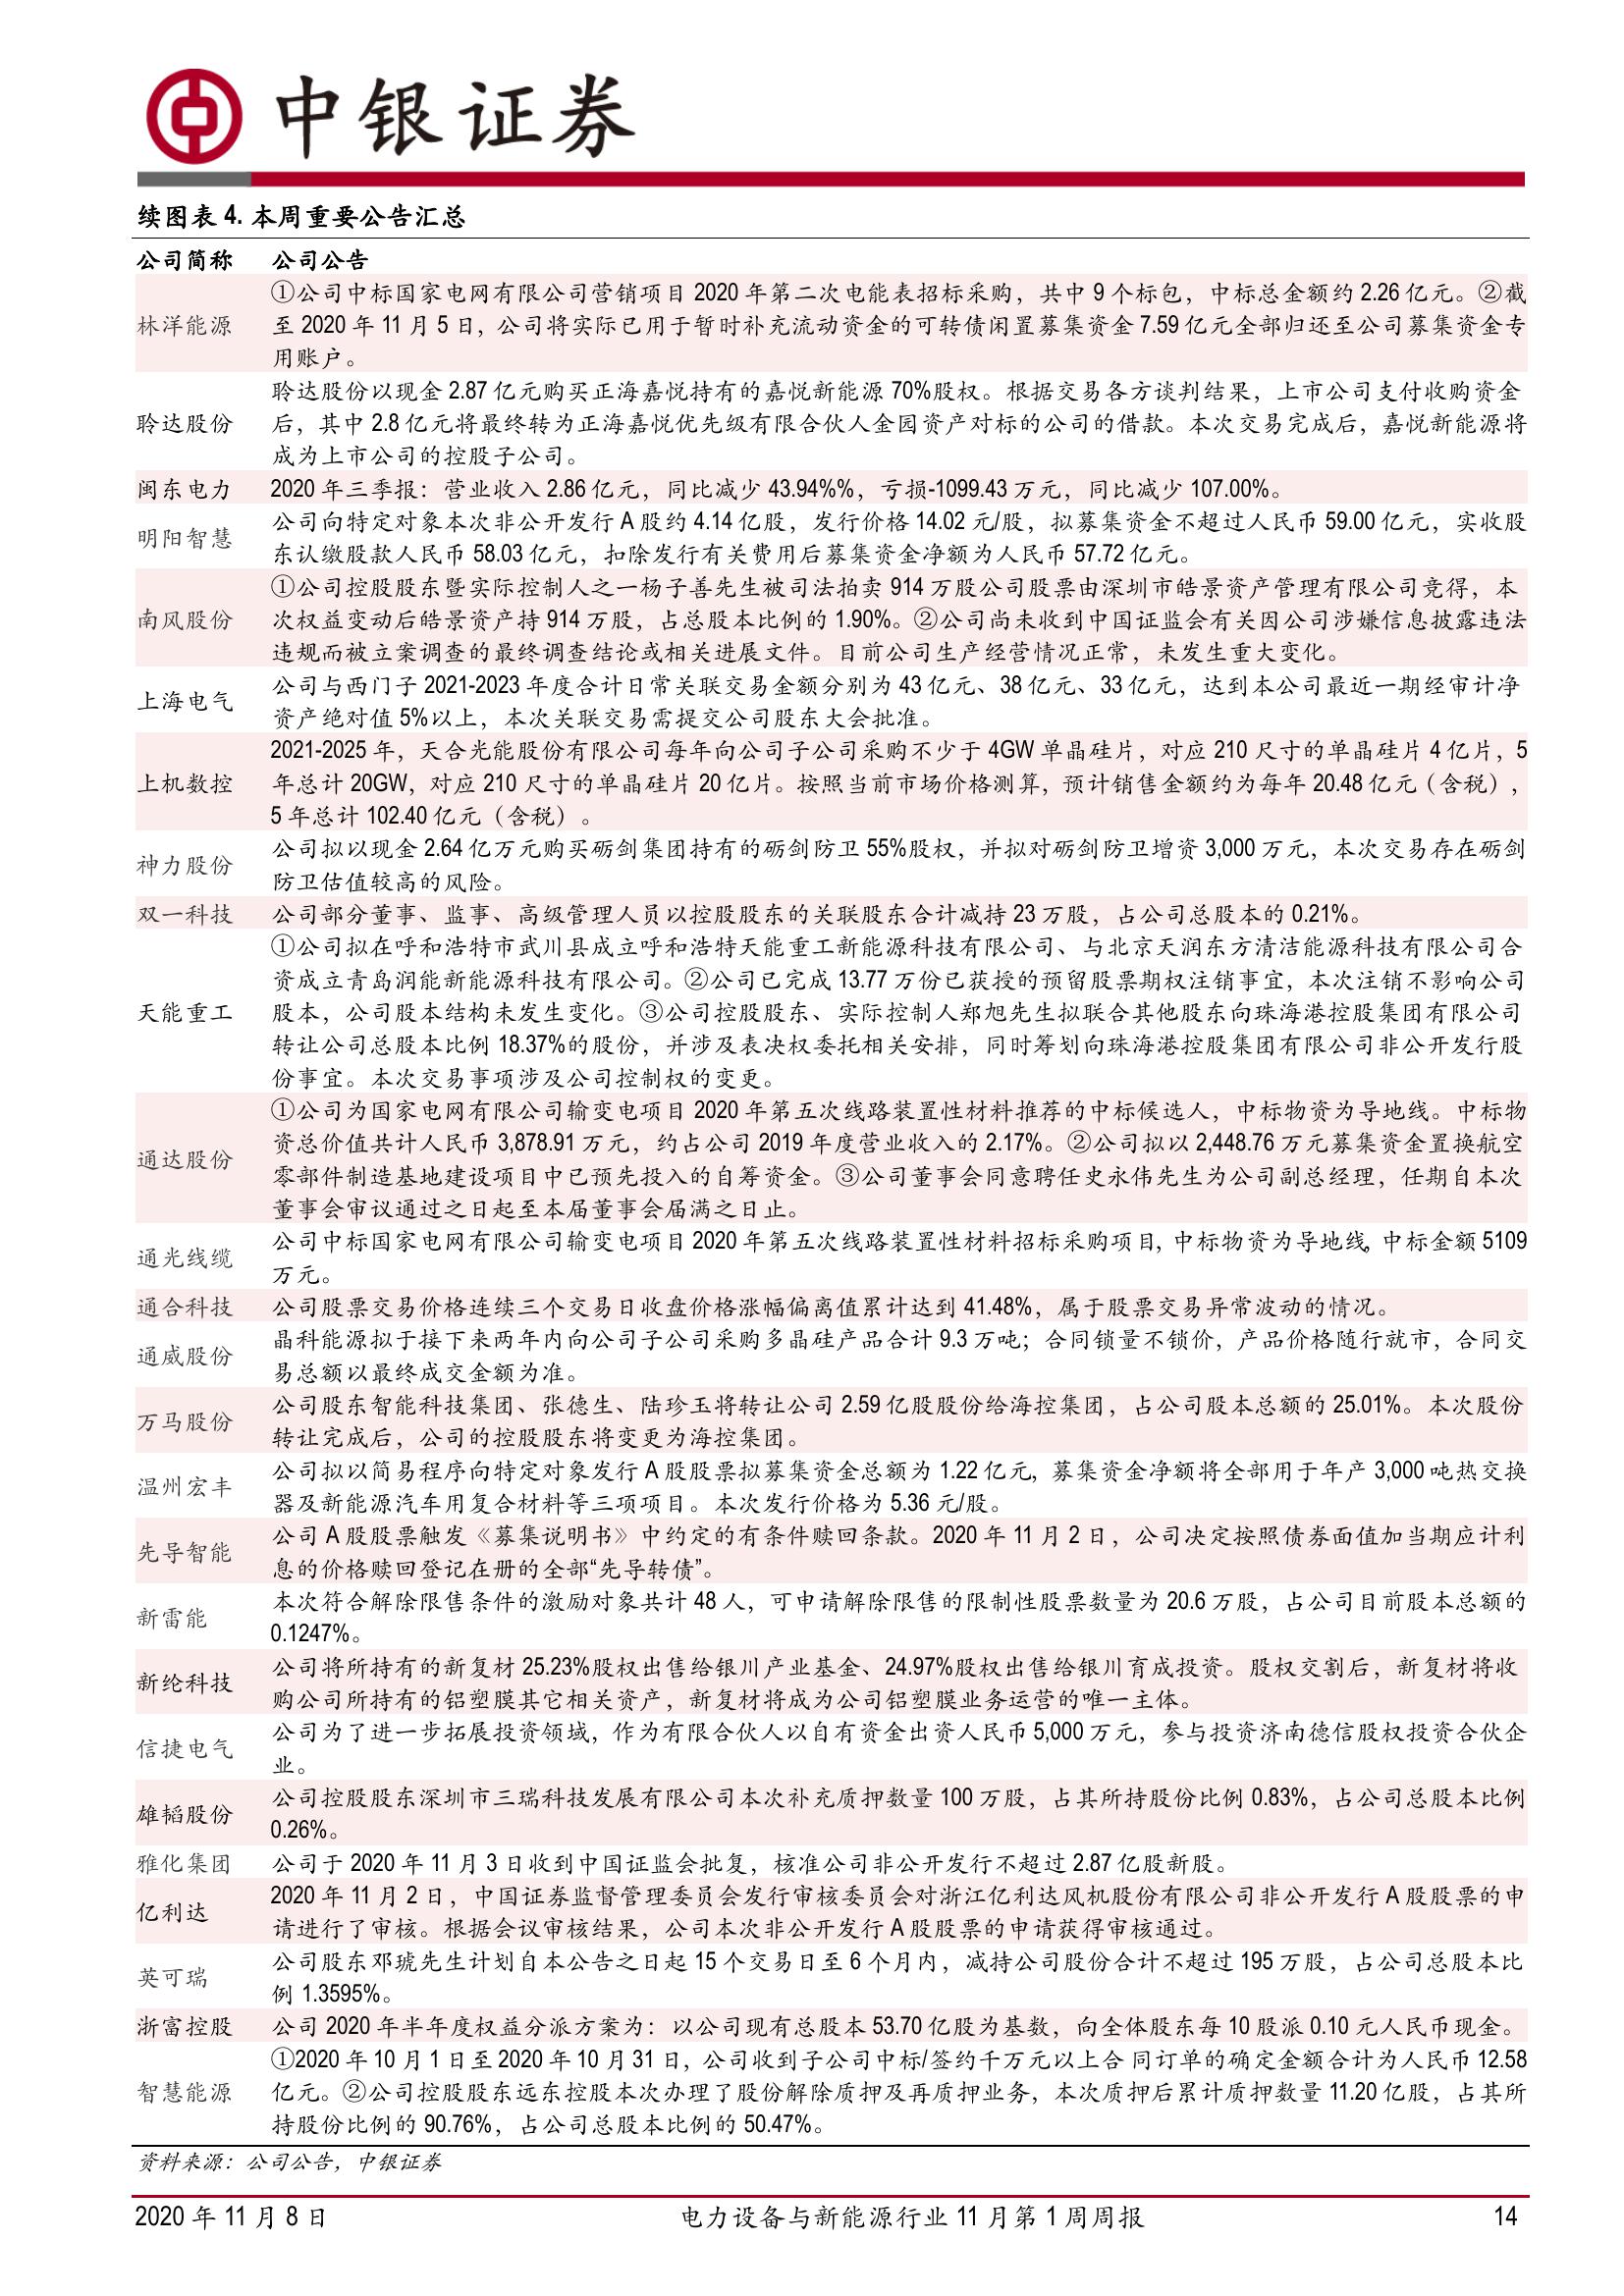 中银证券
续图表 4. 本周重要公告汇总
公司简称 公司公告
林洋能源 ①公司中标国家电网有限公司营销项目 2020 年第二次电能表招标采购，共中 9 个标包，中标总金额约 2.26 亿元。②截
至 2020 年 11 月 5 日，公司将实际已用于暂时补充流动资金的可转债闲置募集资金 7.59 亿元全部归还至公司募集资金专
用账户。
聆达股份 聆达股份以现金 2.87 亿元购买正海嘉悦持有的嘉悦新能源 70%股权。根据交易各方谈判结果，上市公司支付收购资金
后，其中 2.8 亿元将最终转为正海嘉悦优先级有限合伙人金园资产对标的公司的借款。本次交易完成后，嘉悦新能源将
成为上市公司的控股子公司。
闽东电力 2020 年三季报：营业收入 2.86 亿元，同比减少 43.94%%，亏损-1099.43 万元，同比减少 107.00%。
明阳智慧 公司向特定对象本次非公开发行 A 股约 4.14 亿股，发行价格 14.02 元/股，拟募集资金不超过人民币 59.00 亿元，实收股
东认缴股款人民币 58.03 亿元，扣除发行有关费用后募集资金净额为人民币 57.72 亿元。
南风股份 ①公司控股股东暨实际控制人之一杨子善先生被司法拍卖 914 万股公司股票由深圳市皓景资产管理有限公司竞得，本
次权益变动后皓景资产持 914 万股，占总股本比例的 1.90%。②公司尚未收到中国证监会有关因公司涉嫌信息披露违法
违规而被立案调查的最终调查结论或相关进展文件。目前公司生产经营情况正常，未发生重大变化。
上海电气 公司与西门子 2021-2023 年度合计日常关联交易金额分别为 43 亿元、38 亿元、33 亿元，达到本公司最近一期经审计净
资产绝对值 5%以上，本次关联交易需提交公司股东大会批准。
上机数控 2021-2025 年，天合光能股份有限公司每年向公司子公司采购不少于 4GW 单晶硅片，对应 210 尺寸的单晶硅片 4 亿片，5
年总计 20GW，对应 210 尺寸的单晶硅片 20 亿片。按照当前市场价格测算，预计销售金额约为每年 20.48 亿元（含税），
5 年总计 102.40 亿元（含税）。
神力股份 公司拟以现金 2.64 亿万元购买砺剑集团持有的砺剑防卫 55%股权，并拟对砺剑防卫增资 3,000 万元，本次交易存在砺剑
防卫估值较高的风险。
双一科技 公司部分董事、监事、高级管理人员以控股股东的关联股东合计减持 23 万股，占公司总股本的 0.21%。
天能重工 ①公司拟在呼和浩特市武川县成立呼和浩特天能重工新能源科技有限公司、与北京天润东方清洁能源科技有限公司合
资成立青岛润能新能源科技有限公司。②公司已完成 13.77 万份已获授的预留股票期权注销事宜，本次注销不影响公司
股本，公司股本结构未发生变化。③公司控股股东、实际控制人郑旭先生拟联合其他股东向珠海港控股集团有限公司
转让公司总股本比例 18.37%的股份，并涉及表决权委托相关安排，同时筹划向珠海港控股集团有限公司非公开发行股
份事宜。本次交易事项涉及公司控制权的变更。
通达股份 ①公司为国家电网有限公司输变电项目 2020 年第五次线路装置性材料推荐的中标候选人，中标物资为导地线。中标物
资总价值共计人民币 3,878.91 万元，约占公司 2019 年度营业收入的 2.17%。②公司拟以 2,448.76 万元募集资金置换航空
零部件制造基地建设项目中已预先投入的自筹资金。③公司董事会同意聘任史永伟先生为公司副总经理，任期自本次
董事会审议通过之日起至本届董事会届满之日止。
通光线缆 公司中标国家电网有限公司输变电项目 2020 年第五次线路装置性材料招标采购项目，中标物资为导地线，中标金额 5109
万元。
通合科技 公司股票交易价格连续三个交易日收盘价格涨幅偏离值累计达到 41.48%，属于股票交易异常波动的情况。
通威股份 晶科能源拟于接下来两年内向公司子公司采购多晶硅产品合计 9.3 万吨；合同锁量不锁价，产品价格随行就市，合同交
易总额以最终成交金额为准。
万马股份 公司股东智能科技集团、张德生、陆珍玉将转让公司 2.59 亿股股份给海控集团，占公司股本总额的 25.01%。本次股份
转让完成后，公司的控股股东将变更为海控集团。
温州宏丰 公司拟以简易程序向特定对象发行 A 股股票拟募集资金总额为 1.22 亿元，募集资金净额将全部用于年产 3,000 吨热交换
器及新能源汽车用复合材料等三项项目。本次发行价格为 5.36 元/股。
先导智能 公司 A 股股票触发《募集说明书》中约定的有条件赎回条款。2020 年 11 月 2 日，公司决定按照债券面值加当期应计利
息的价格赎回登记在册的全部“先导转债”。
新雷能 本次符合解除限售条件的激励对象共计 48 人，可申请解除限售的限制性股票数量为 20.6 万股，占公司目前股本总额的
0.1247%。
新纶科技 公司将所持有的新复材 25.23%股权出售给银川产业基金、24.97%股权出售给银川育成投资。股权交割后，新复材将收
购公司所持有的铝塑膜其它相关资产，新复材将成为公司铝塑膜业务运营的唯一主体。
信捷电气 公司为了进一步拓展投资领域，作为有限合伙人以自有资金出资人民币 5,000 万元，参与投资济南德信股权投资合伙企
业。
雄韬股份 公司控股股东深圳市三瑞科技发展有限公司本次补充质押数量 100 万股，占其所持股份比例 0.83%，占公司总股本比例
0.26%。
雅化集团 公司于 2020 年 11 月 3 日收到中国证监会批复，核准公司非公开发行不超过 2.87 亿股新股。
亿利达 2020 年 11 月 2 日，中国证券监督管理委员会发行审核委员会对浙江亿利达风机股份有限公司非公开发行 A 股股票的申
请进行了审核。根据会议审核结果，公司本次非公开发行 A 股股票的申请获得审核通过。
英可瑞 公司股东邓琥先生计划自本公告之日起 15 个交易日至 6 个月内，减持公司股份合计不超过 195 万股，占公司总股本比
例 1.3595%。
浙富控股 公司 2020 年半年度权益分派方案为：以公司现有总股本 53.70 亿股为基数，向全体股东每 10 股派 0.10 元人民币现金。
智慧能源 ①2020 年 10 月 1 日至 2020 年 10 月 31 日，公司收到子公司中标/签约千万元以上合 同订单的确定金额合计为人民币 12.58
亿元。②公司控股股东远东控股本次办理了股份解除质押及再质押业务，本次质押后累计质押数量 11.20 亿股，占其所
持股份比例的 90.76%，占公司总股本比例的 50.47%。
资料来源：公司公告，中银证券
2020 年 11 月 8 日 电力设备与新能源行业 11 月第 1 周周报 14